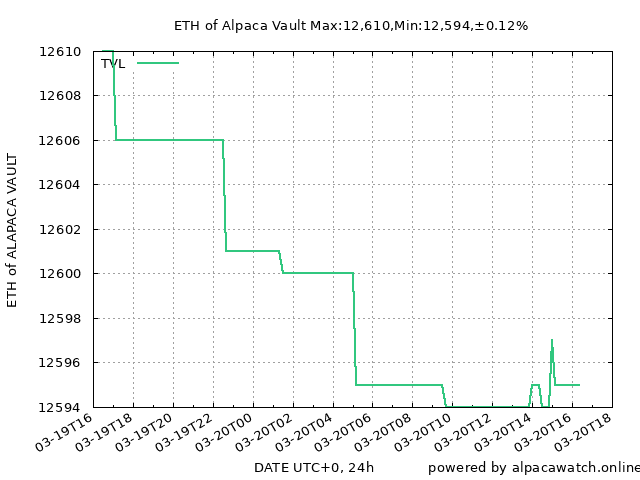 ETH of Alpaca Vault Max:12,610,Min:12,594,±0.12%
TVL
12610
12608
12606
12604
12602
12600
12598
12596
12594
ETH of ALAPACA VAULT
03-19T16
03-19T18
03-19T20
03-19T22
03-20T00
03-20T02
03-20T04
03-20T06
03-20T08
03-20T10
03-20T12
03-20T14
03-20T16
03-20T18
DATE UTC+0, 24h
powered by alpacawatch.online